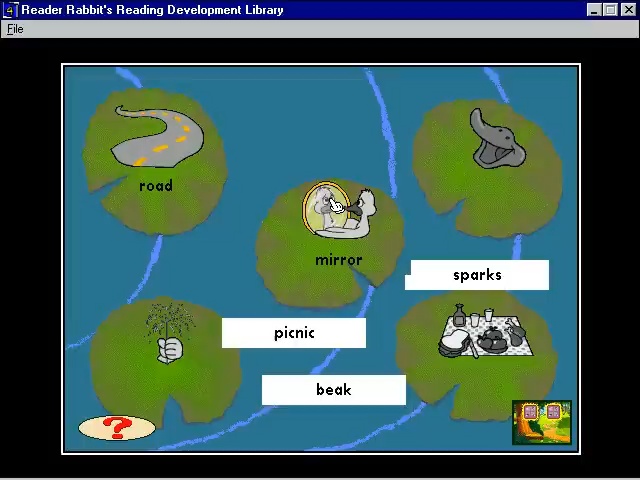 Reader Rabbit's Reading Development Library
File
road
mirror
sparks
picnic
beak
?